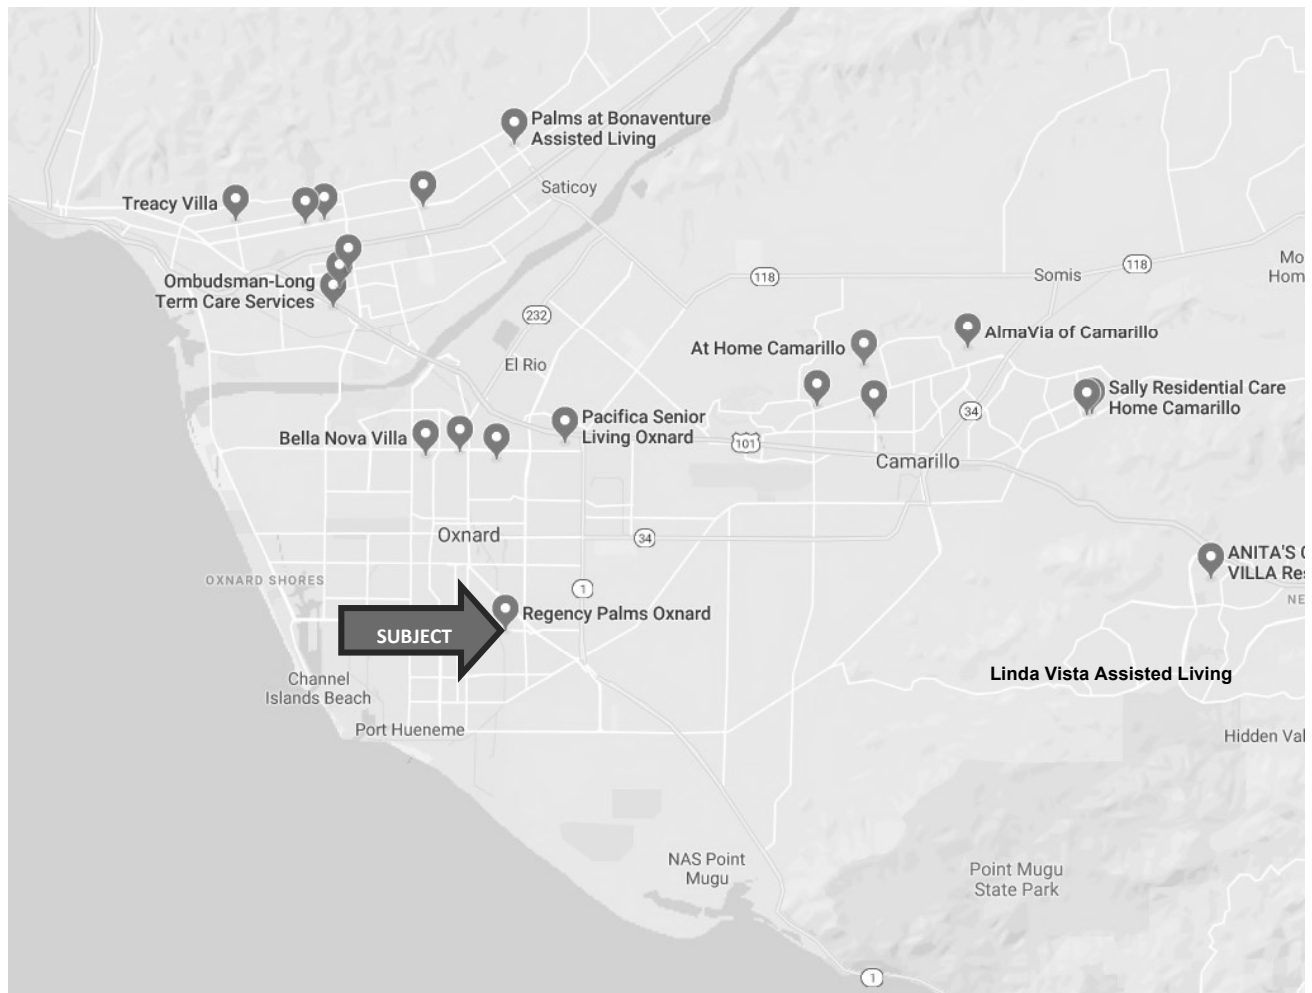 Palms at Bonaventure
Assisted Living
Saticoy
Treacy Villa
Ombudsman-Long
Term Care Services
118
Somis
118
Mo
Hom
232
At Home Camarillo
AlmaVia of Camarillo
El Rio
Sally Residential Care
Home Camarillo
34
Pacifica Senior
Living Oxnard
Bella Nova Villa
101
Camarillo
Oxnard
34
ANITA'S
VILLA Res
OXNARD SHORES
1
NE
Regency Palms Oxnard
SUBJECT
Linda Vista Assisted Living
Channel
Islands Beach
Port Hueneme
Hidden Val
NAS Point
Mugu
Point Mugu
State Park
1